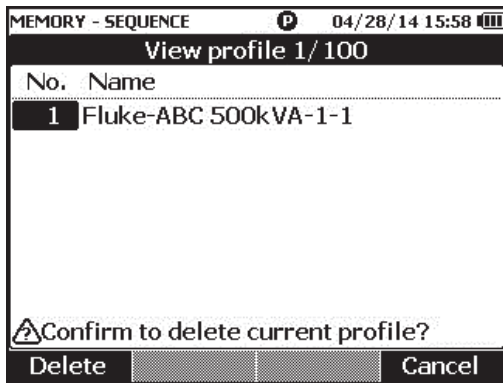 MEMORY - SEQUENCE P 04/28/14 15:58
View profile 1/100
No. Name
1 Fluke-ABC 500kVA-1-1
Confirm to delete current profile?
Delete Cancel